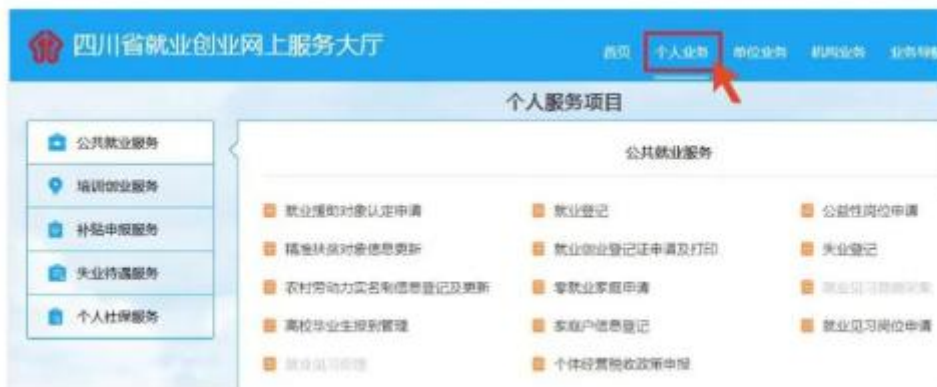 四川省就业创业网上服务大厅
首页 个人业务 单位业务 机构业务 业务导航
个人服务项目
公共就业服务
培训创业服务
补贴申报服务
失业待遇服务
个人社保服务
公共就业服务
就业援助对象认定申请 就业登记 公益性岗位申请
精准扶贫对象信息更新 就业创业登记证申请及打印 失业登记
农村劳动力实名制信息登记及更新 零就业家庭申请
高校毕业生报到管理 家庭户信息登记 就业见习岗位申请
个体经营税收政策申报